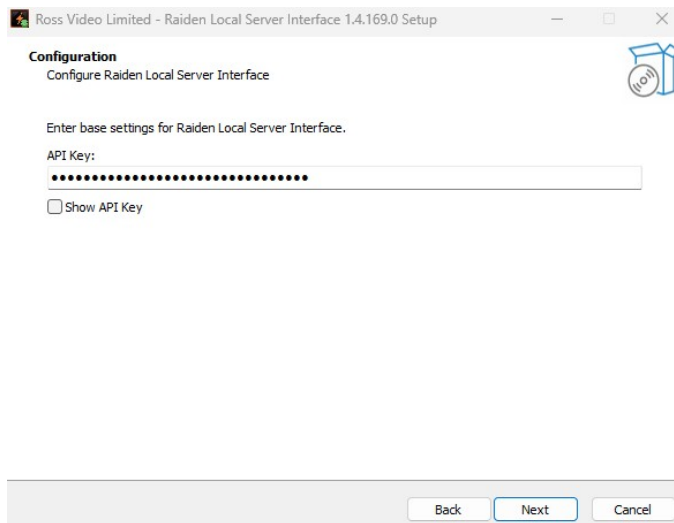 Ross Video Limited - Raiden Local Server Interface 1.4.169.0 Setup
Configuration
Configure Raiden Local Server Interface
Enter base settings for Raiden Local Server Interface.
API Key:
••••••••••••••••••••••••••••••••
Show API Key
Back Next Cancel